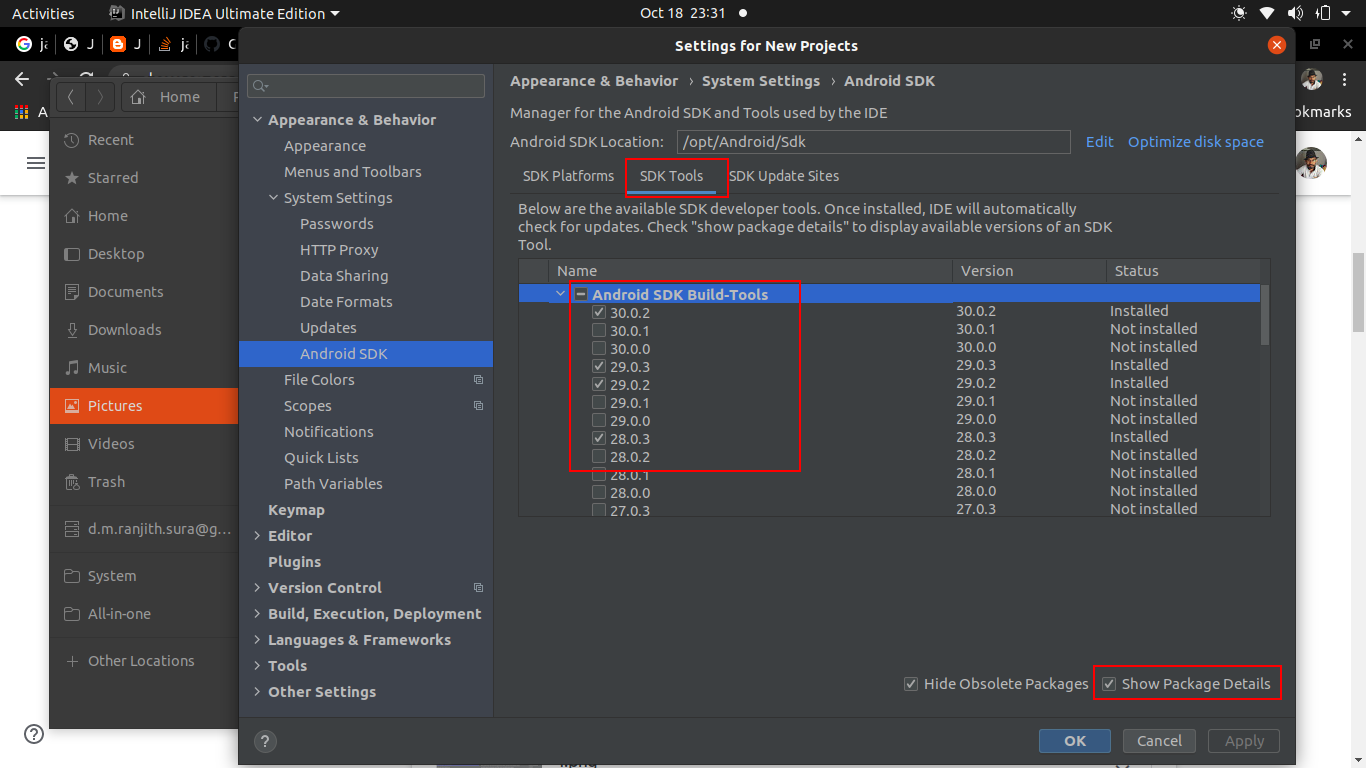 Activities
IntelliJ IDEA Ultimate Edition
Oct 18 23:31
Settings for New Projects
Home
Recent
Starred
Home
Desktop
Documents
Downloads
Music
Pictures
Videos
Trash
d.m.ranjith.sura@g...
System
All-in-one
Other Locations
Appearance & Behavior
Appearance
Menus and Toolbars
System Settings
Passwords
HTTP Proxy
Data Sharing
Date Formats
Updates
Android SDK
File Colors
Scopes
Notifications
Quick Lists
Path Variables
Keymap
Editor
Plugins
Version Control
Build, Execution, Deployment
Languages & Frameworks
Tools
Other Settings
Appearance & Behavior › System Settings › Android SDK
Manager for the Android SDK and Tools used by the IDE
Android SDK Location: /opt/Android/Sdk Edit Optimize disk space
SDK Platforms SDK Tools SDK Update Sites
Below are the available SDK developer tools. Once installed, IDE will automatically
check for updates. Check "show package details" to display available versions of an SDK
Tool.
Name Version Status
Android SDK Build-Tools
30.0.2 30.0.2 Installed
30.0.1 30.0.1 Not installed
30.0.0 30.0.0 Not installed
29.0.3 29.0.3 Installed
29.0.2 29.0.2 Installed
29.0.1 29.0.1 Not installed
29.0.0 29.0.0 Not installed
28.0.3 28.0.3 Installed
28.0.2 28.0.2 Not installed
28.0.1 28.0.1 Not installed
28.0.0 28.0.0 Not installed
27.0.3 27.0.3 Not installed
Hide Obsolete Packages Show Package Details
? OK Cancel Apply
okmarks
?